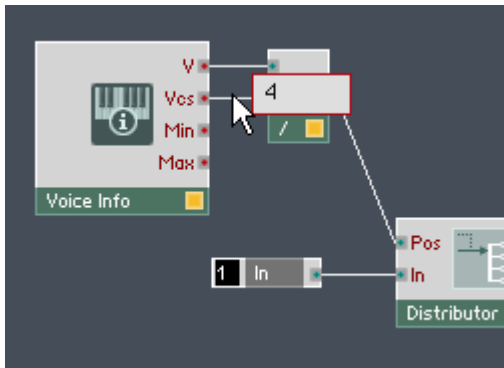 V
Vcs
4
Min
/
Max
Voice Info
Pos
1 In
In
Distributor